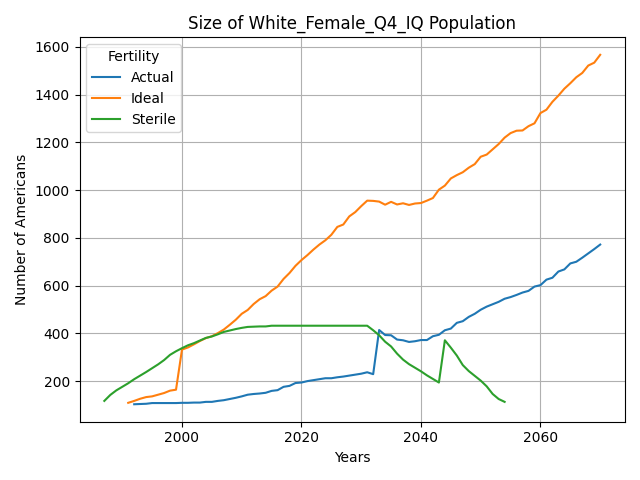 Size of White_Female_Q4_IQ Population
Fertility
Actual
Ideal
Sterile
Number of Americans
1600
1400
1200
1000
800
600
400
200
2000
2020
2040
2060
Years